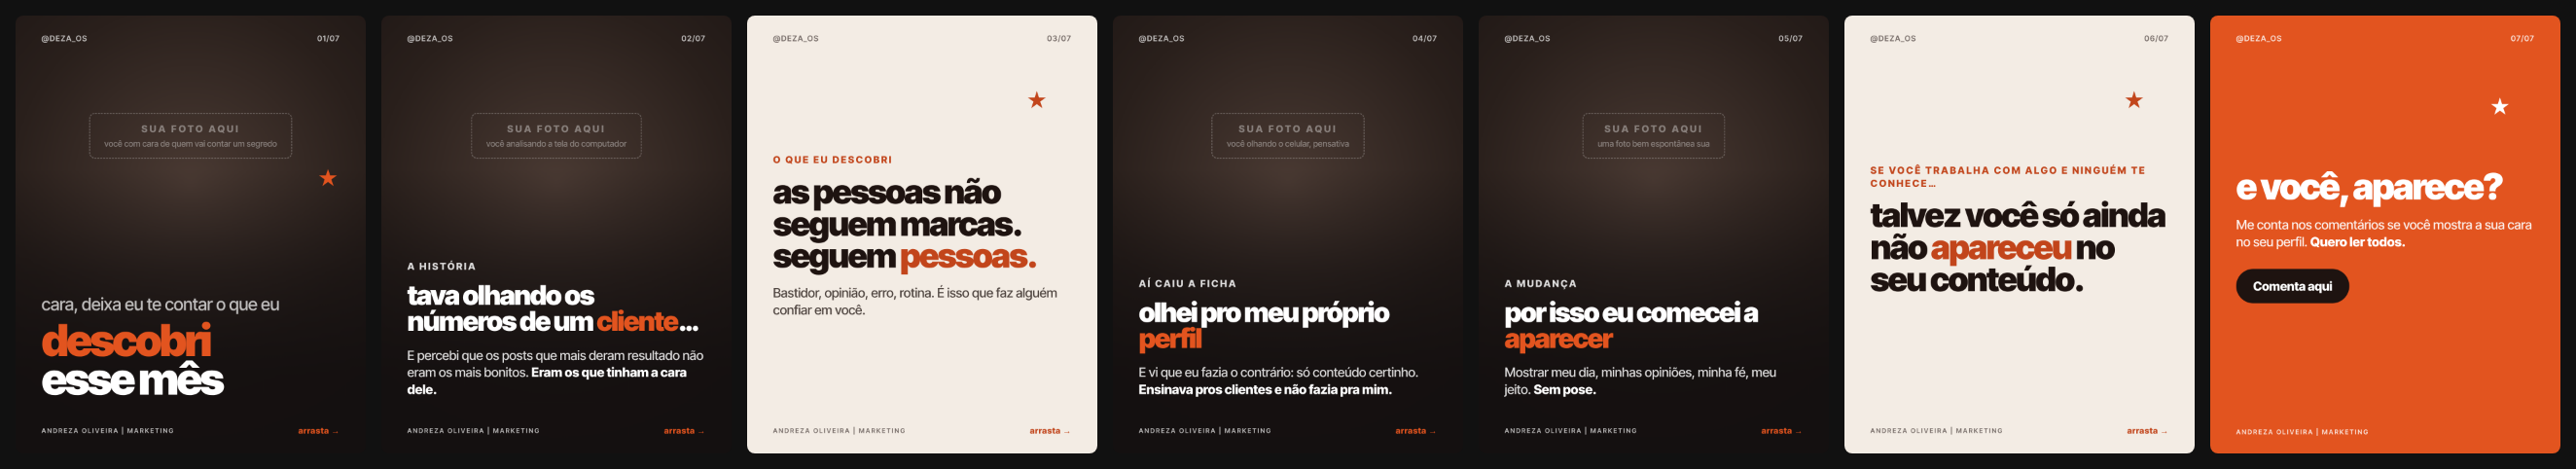 @DEZA_OS
01/07
SUA FOTO AQUI
você com cara de quem vai contar um segredo
cara, deixa eu te contar o que eu
descobri
esse mês
ANDREZA OLIVEIRA | MARKETING
arrasta →
@DEZA_OS
02/07
SUA FOTO AQUI
você analisando a tela do computador
A HISTÓRIA
tava olhando os
números de um cliente...
E percebi que os posts que mais deram resultado não
eram os mais bonitos. Eram os que tinham a cara
dele.
ANDREZA OLIVEIRA | MARKETING
arrasta →
@DEZA_OS
03/07
O QUE EU DESCOBRI
as pessoas não
seguem marcas.
seguem pessoas.
Bastidor, opinião, erro, rotina. É isso que faz alguém
confiar em você.
ANDREZA OLIVEIRA | MARKETING
arrasta →
@DEZA_OS
04/07
SUA FOTO AQUI
você olhando o celular, pensativa
AÍ CAIU A FICHA
olhei pro meu próprio
perfil
E vi que eu fazia o contrário: só conteúdo certinho.
Ensinava pros clientes e não fazia pra mim.
ANDREZA OLIVEIRA | MARKETING
arrasta →
@DEZA_OS
05/07
SUA FOTO AQUI
uma foto bem espontânea sua
A MUDANÇA
por isso eu comecei a
aparecer
Mostrar meu dia, minhas opiniões, minha fé, meu
jeito. Sem pose.
ANDREZA OLIVEIRA | MARKETING
arrasta →
@DEZA_OS
06/07
SE VOCÊ TRABALHA COM ALGO E NINGUÉM TE
CONHECE...
talvez você só ainda
não apareceu no
seu conteúdo.
ANDREZA OLIVEIRA | MARKETING
arrasta →
@DEZA_OS
07/07
e você, aparece?
Me conta nos comentários se você mostra a sua cara
no seu perfil. Quero ler todos.
Comenta aqui
ANDREZA OLIVEIRA | MARKETING